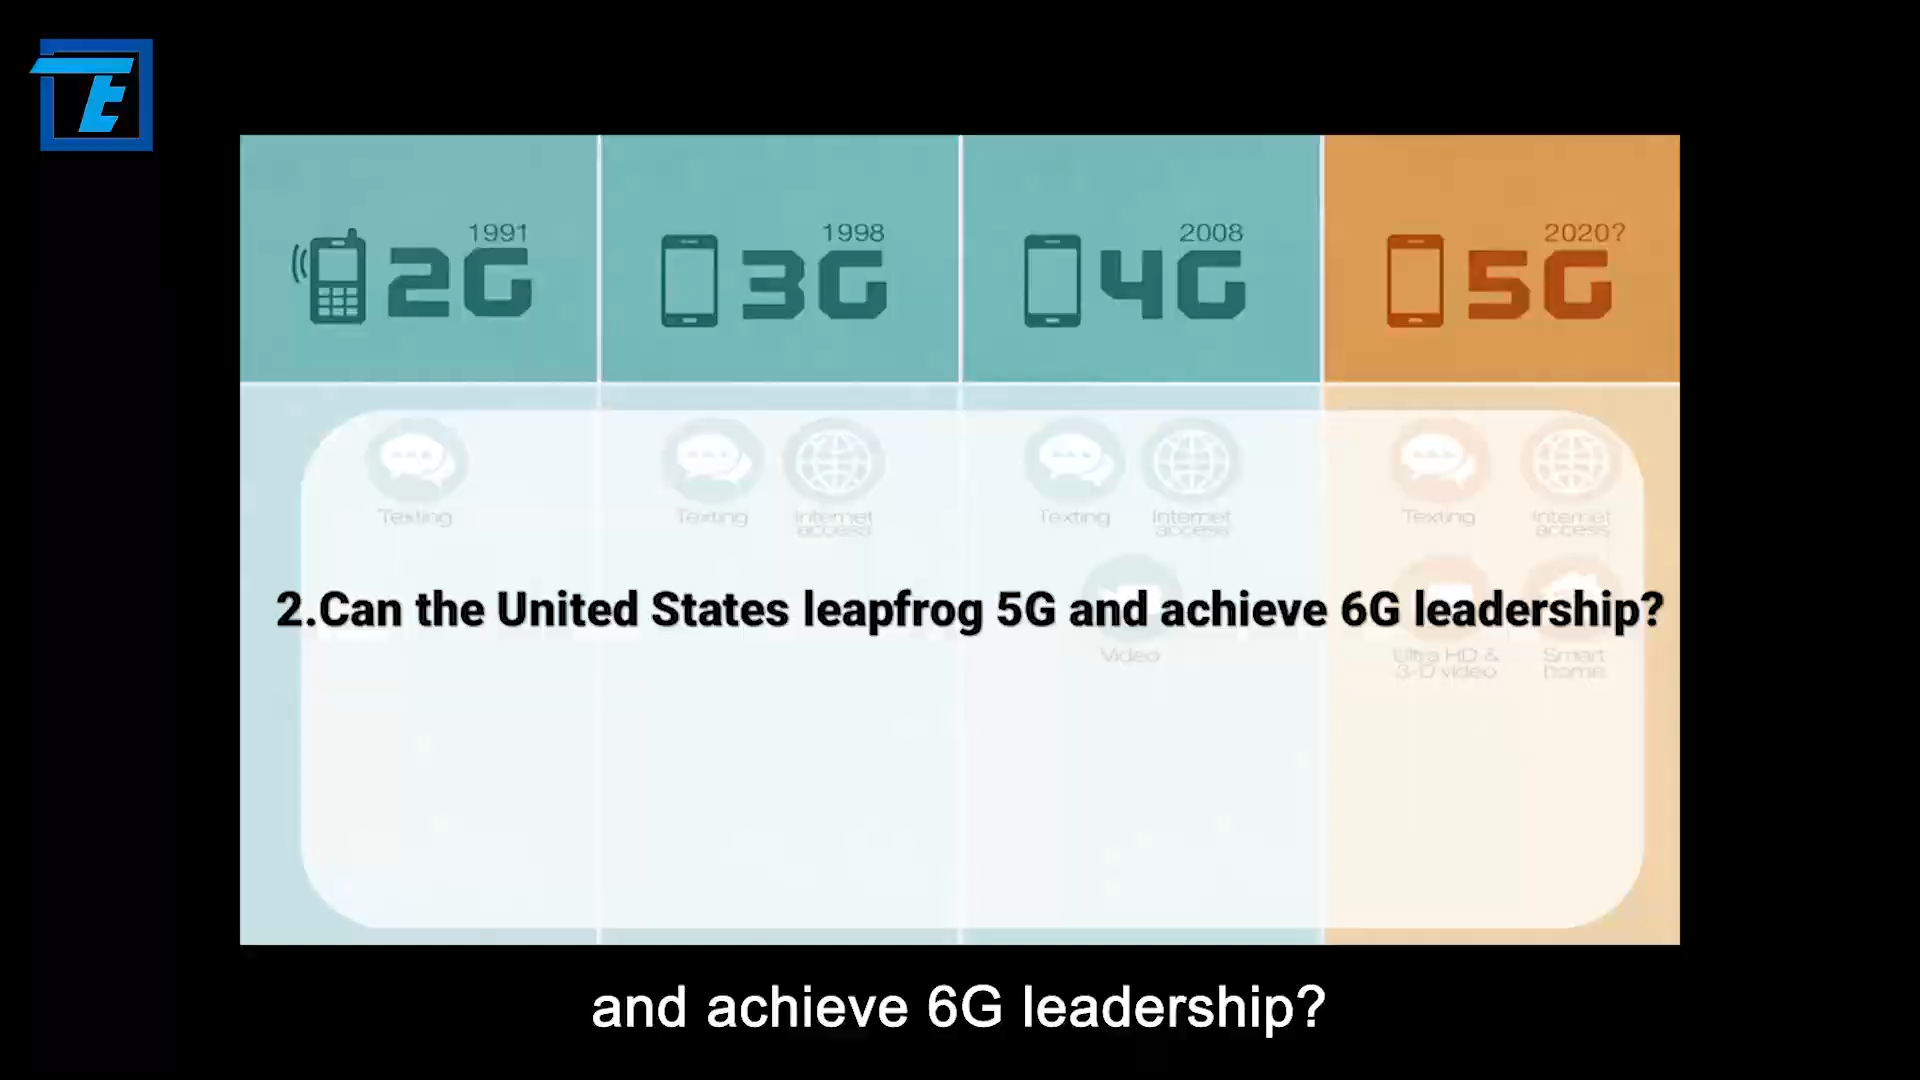 TE
1991
2G
1998
3G
2008
4G
2020?
5G
Texting
Texting
Internet
access
Texting
Internet
access
Texting
Internet
access
2.Can the United States leapfrog 5G and achieve 6G leadership?
Video
Ultra HD &
3-D video
Smart
home
and achieve 6G leadership?